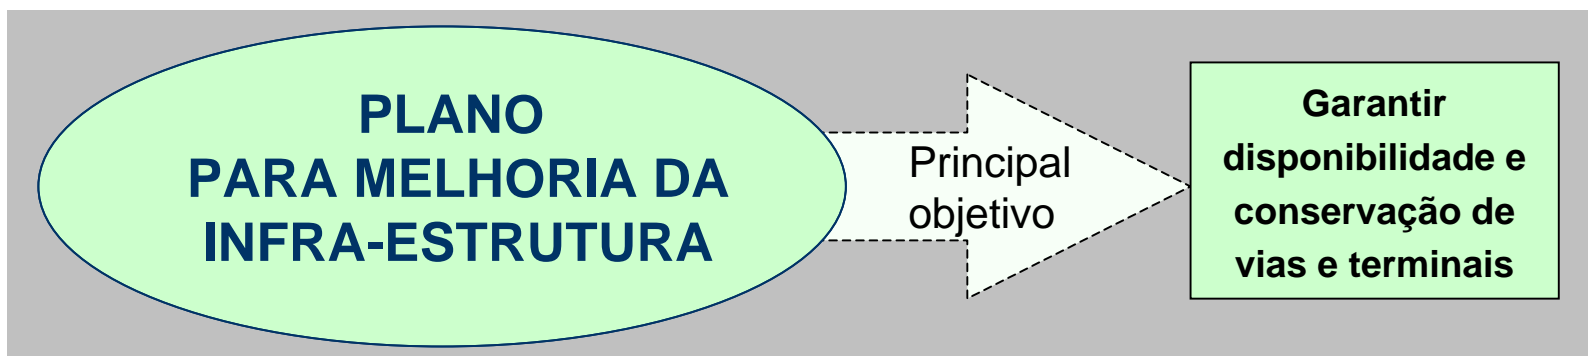 PLANO
PARA MELHORIA DA
INFRA-ESTRUTURA
Principal
objetivo
Garantir
disponibilidade e
conservação de
vias e terminais